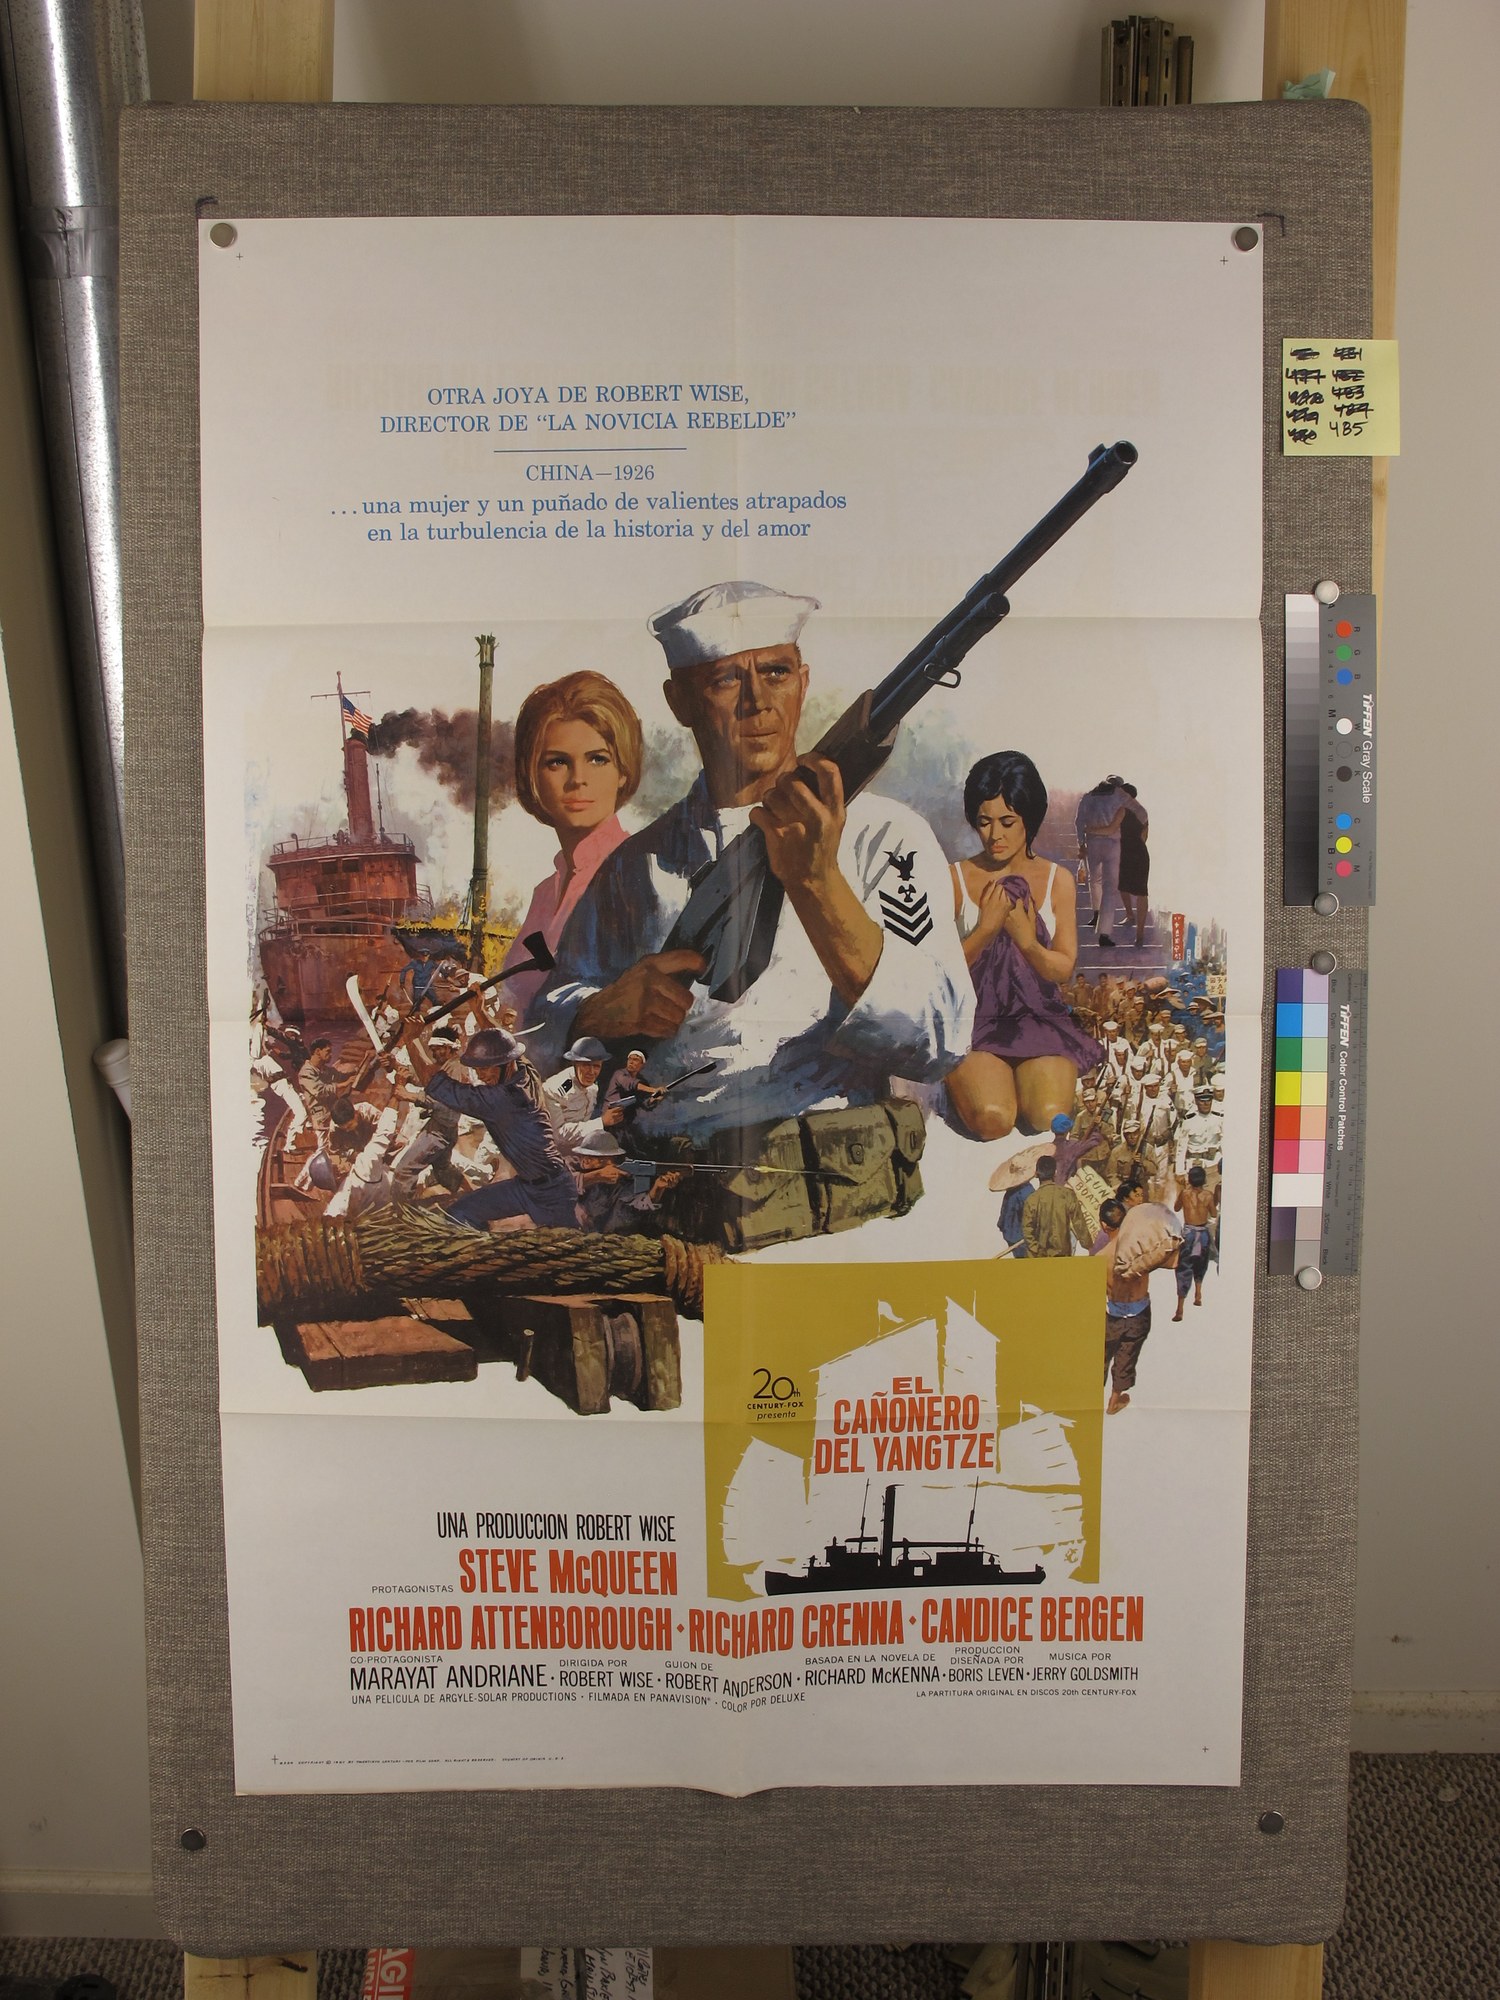 OTRA JOYA DE ROBERT WISE,
DIRECTOR DE “LA NOVICIA REBELDE”
CHINA—1926
...una mujer y un puñado de valientes atrapados
en la turbulencia de la historia y del amor
485
TIFFEN Gray Scale
TIFFEN Color Control Patches
GUN
BOAT
20th
CENTURY-FOX
presenta
EL
CAÑONERO
DEL YANGTZE
UNA PRODUCCION ROBERT WISE
PROTAGONISTAS STEVE McQUEEN
RICHARD ATTENBOROUGH · RICHARD CRENNA · CANDICE BERGEN
CO-PROTAGONISTA MARAYAT ANDRIANE · DIRIGIDA POR ROBERT WISE · GUION DE ROBERT ANDERSON · BASADA EN LA NOVELA DE RICHARD McKENNA · PRODUCCION DISEÑADA POR BORIS LEVEN · MUSICA POR JERRY GOLDSMITH
UNA PELICULA DE ARGYLE-SOLAR PRODUCTIONS · FILMADA EN PANAVISION® · COLOR POR DELUXE
LA PARTITURA ORIGINAL EN DISCOS 20th CENTURY-FOX